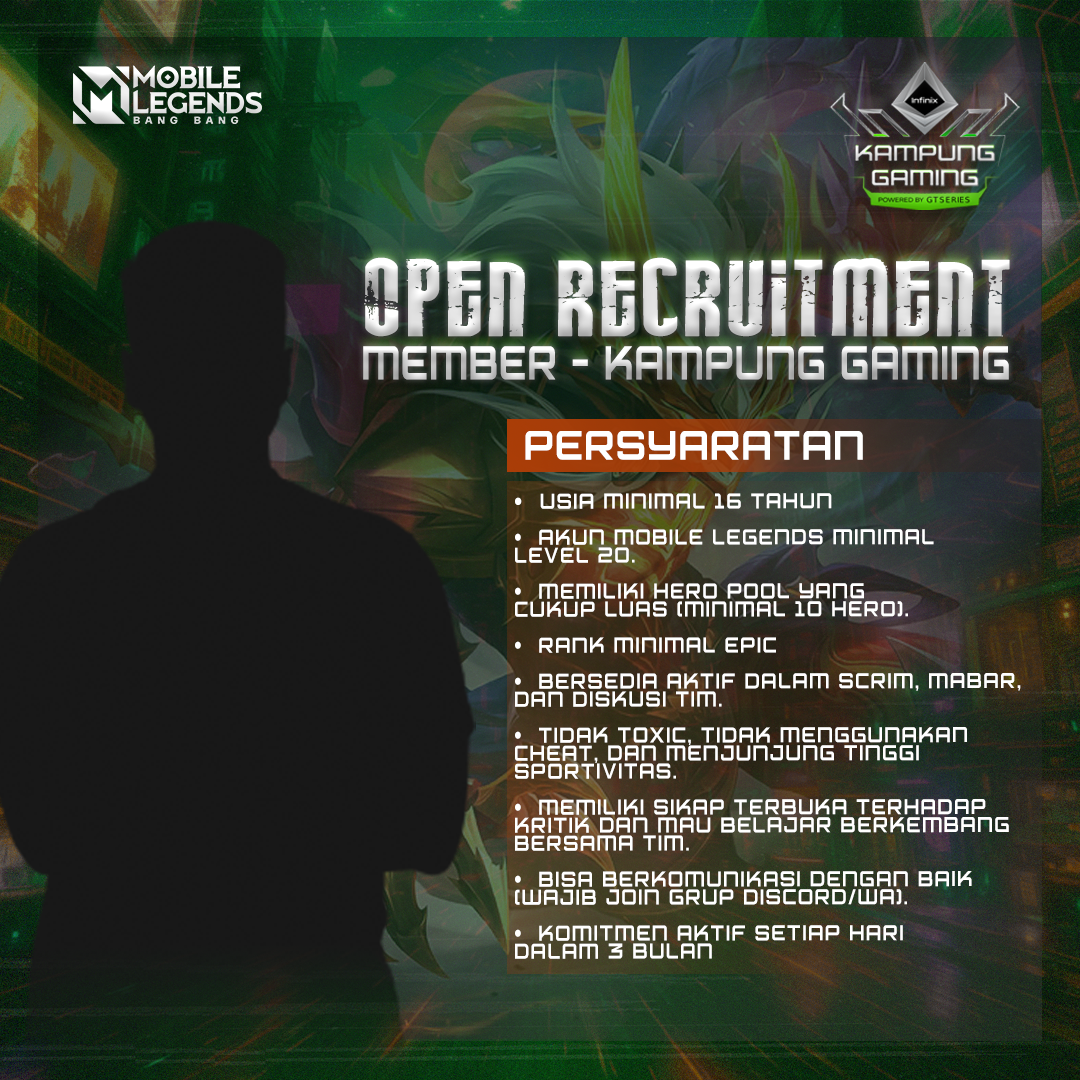 MOBILE
LEGENDS
BANG BANG
Infinix
KAMPUNG
GAMING
POWERED BY GT SERIES
OPEN RECRUITMENT
MEMBER - KAMPUNG GAMING
PERSYARATAN
• USIA MINIMAL 16 TAHUN
• AKUN MOBILE LEGENDS MINIMAL
LEVEL 20.
• MEMILIKI HERO POOL YANG
CUKUP LUAS (MINIMAL 10 HERO).
• RANK MINIMAL EPIC
• BERSEDIA AKTIF DALAM SCRIM, MABAR,
DAN DISKUSI TIM.
• TIDAK TOXIC, TIDAK MENGGUNAKAN
CHEAT, DAN MENJUNJUNG TINGGI
SPORTIVITAS.
• MEMILIKI SIKAP TERBUKA TERHADAP
KRITIK DAN MAU BELAJAR BERKEMBANG
BERSAMA TIM.
• BISA BERKOMUNIKASI DENGAN BAIK
(WAJIB JOIN GRUP DISCORD/WA).
• KOMITMEN AKTIF SETIAP HARI
DALAM 3 BULAN